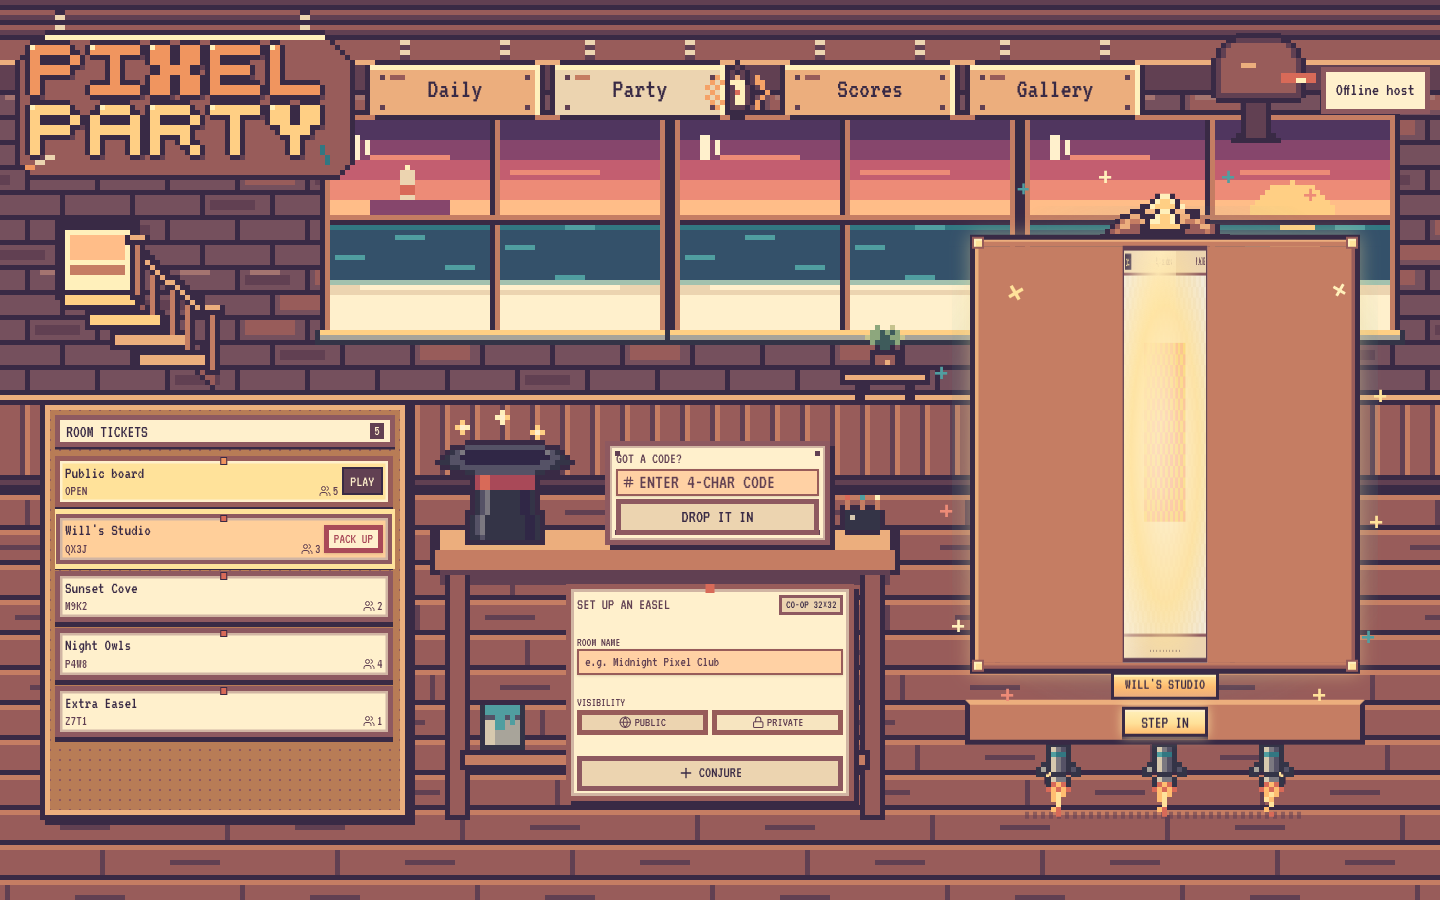 PIXEL
PARTY
Daily
Party
Scores
Gallery
Offline host
ROOM TICKETS
5
Public board
OPEN
5
PLAY
Will's Studio
QX3J
3
PACK UP
Sunset Cove
M9K2
2
Night Owls
P4W8
4
Extra Easel
Z7T1
1
GOT A CODE?
# ENTER 4-CHAR CODE
DROP IT IN
SET UP AN EASEL
CO-OP 32×32
ROOM NAME
e.g. Midnight Pixel Club
VISIBILITY
PUBLIC
PRIVATE
+ CONJURE
WILL'S STUDIO
STEP IN